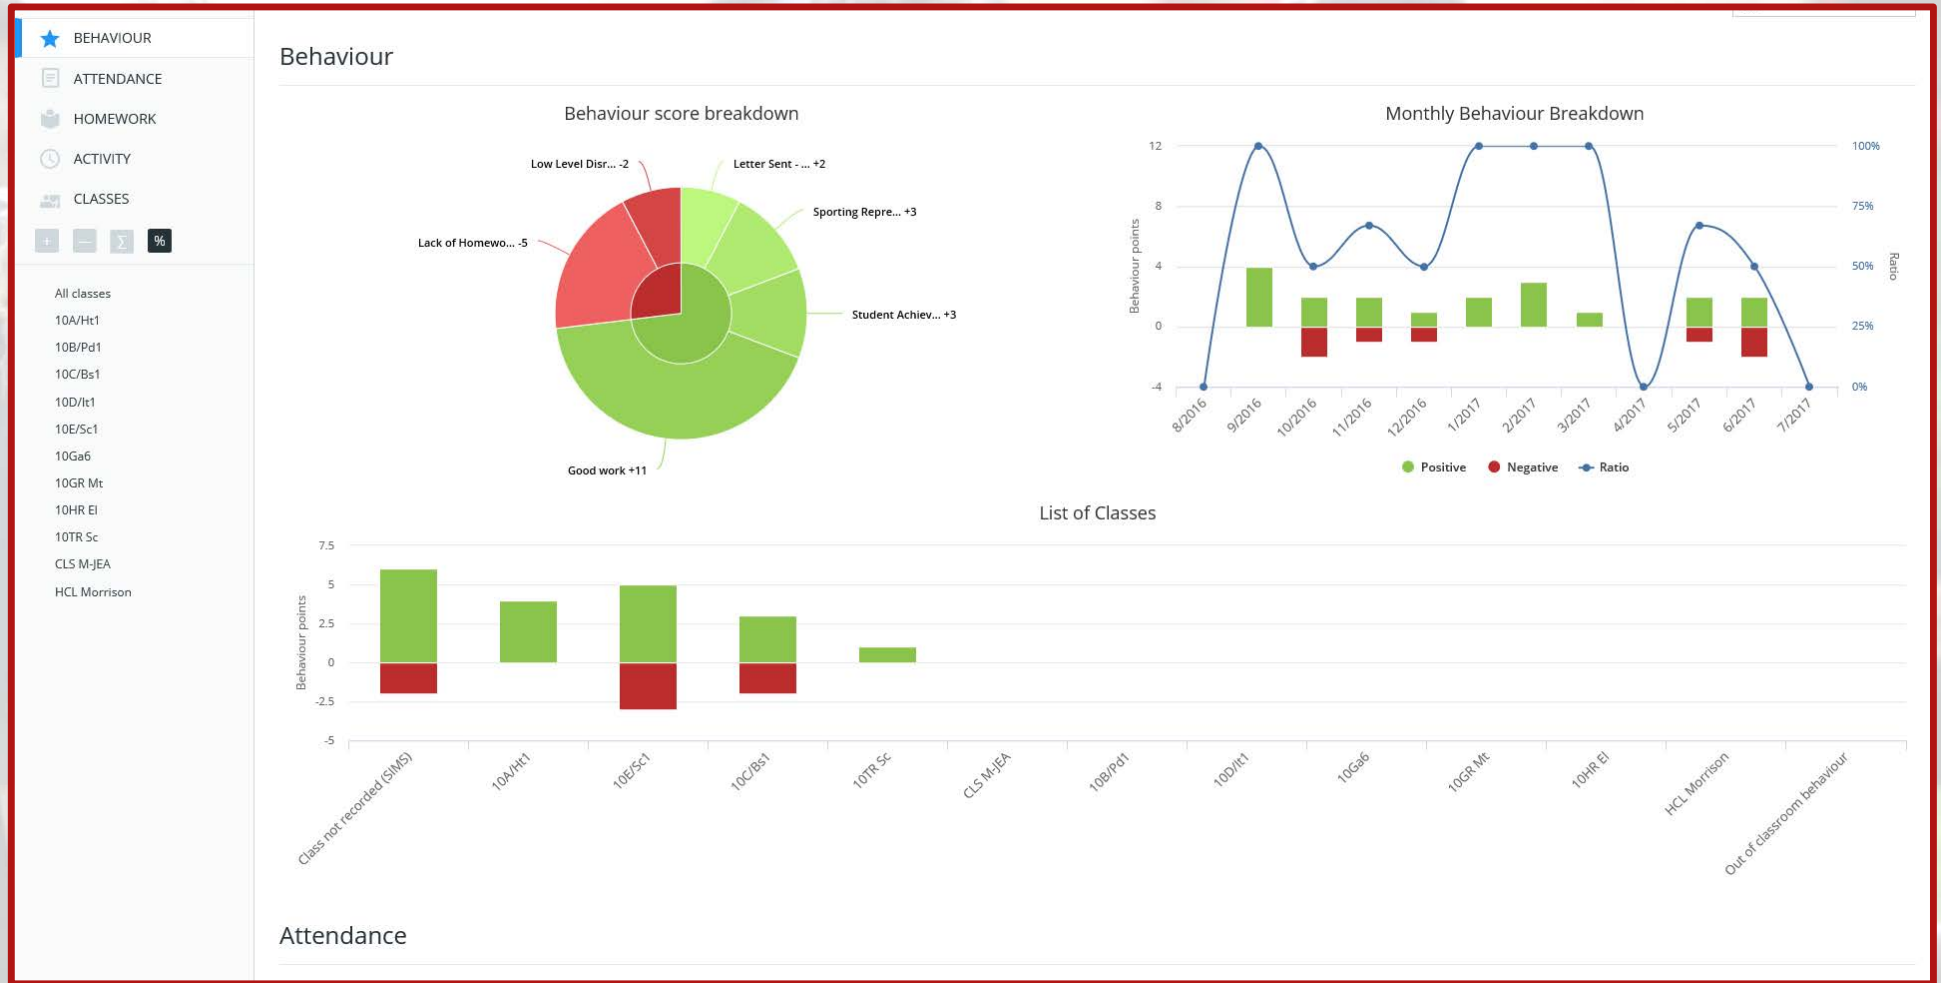 BEHAVIOUR
ATTENDANCE
HOMEWORK
ACTIVITY
CLASSES
+ — Σ %
All classes
10A/Ht1
10B/Pd1
10C/Bs1
10D/It1
10E/Sc1
10Ga6
10GR Mt
10HR El
10TR Sc
CLS M-JEA
HCL Morrison
Behaviour
Behaviour score breakdown
Low Level Disr... -2
Letter Sent - ... +2
Sporting Repre... +3
Lack of Homewo... -5
Student Achiev... +3
Good work +11
Monthly Behaviour Breakdown
Behaviour points
12
8
4
0
-4
100%
75%
50%
25%
0%
Ratio
8/2016
9/2016
10/2016
11/2016
12/2016
1/2017
2/2017
3/2017
4/2017
5/2017
6/2017
7/2017
Positive Negative Ratio
List of Classes
Behaviour points
7.5
5
2.5
0
-2.5
-5
Class not recorded (SIMS)
10A/Ht1
10E/Sc1
10C/Bs1
10TR Sc
CLS M-JEA
10B/Pd1
10D/It1
10Ga6
10GR Mt
10HR El
HCL Morrison
Out of classroom behaviour
Attendance